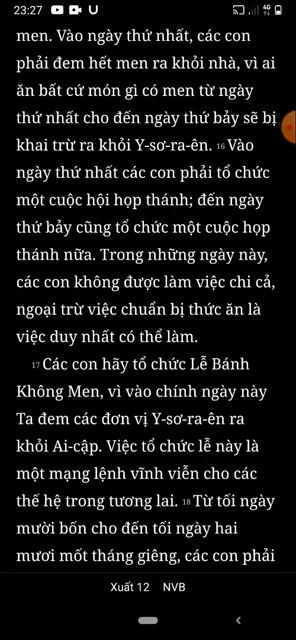 23:27
4G
men. Vào ngày thứ nhất, các con
phải đem hết men ra khỏi nhà, vì ai
ăn bất cứ món gì có men từ ngày
thứ nhất cho đến ngày thứ bảy sẽ bị
khai trừ ra khỏi Y-sơ-ra-ên. 16 Vào
ngày thứ nhất các con phải tổ chức
một cuộc hội họp thánh; đến ngày
thứ bảy cũng tổ chức một cuộc họp
thánh nữa. Trong những ngày này,
các con không được làm việc chi cả,
ngoại trừ việc chuẩn bị thức ăn là
việc duy nhất có thể làm.
17 Các con hãy tổ chức Lễ Bánh
Không Men, vì vào chính ngày này
Ta đem các đơn vị Y-sơ-ra-ên ra
khỏi Ai-cập. Việc tổ chức lễ này là
một mạng lệnh vĩnh viễn cho các
thế hệ trong tương lai. 18 Từ tối ngày
mười bốn cho đến tối ngày hai
mươi mốt tháng giêng, các con phải
Xuất 12 NVB